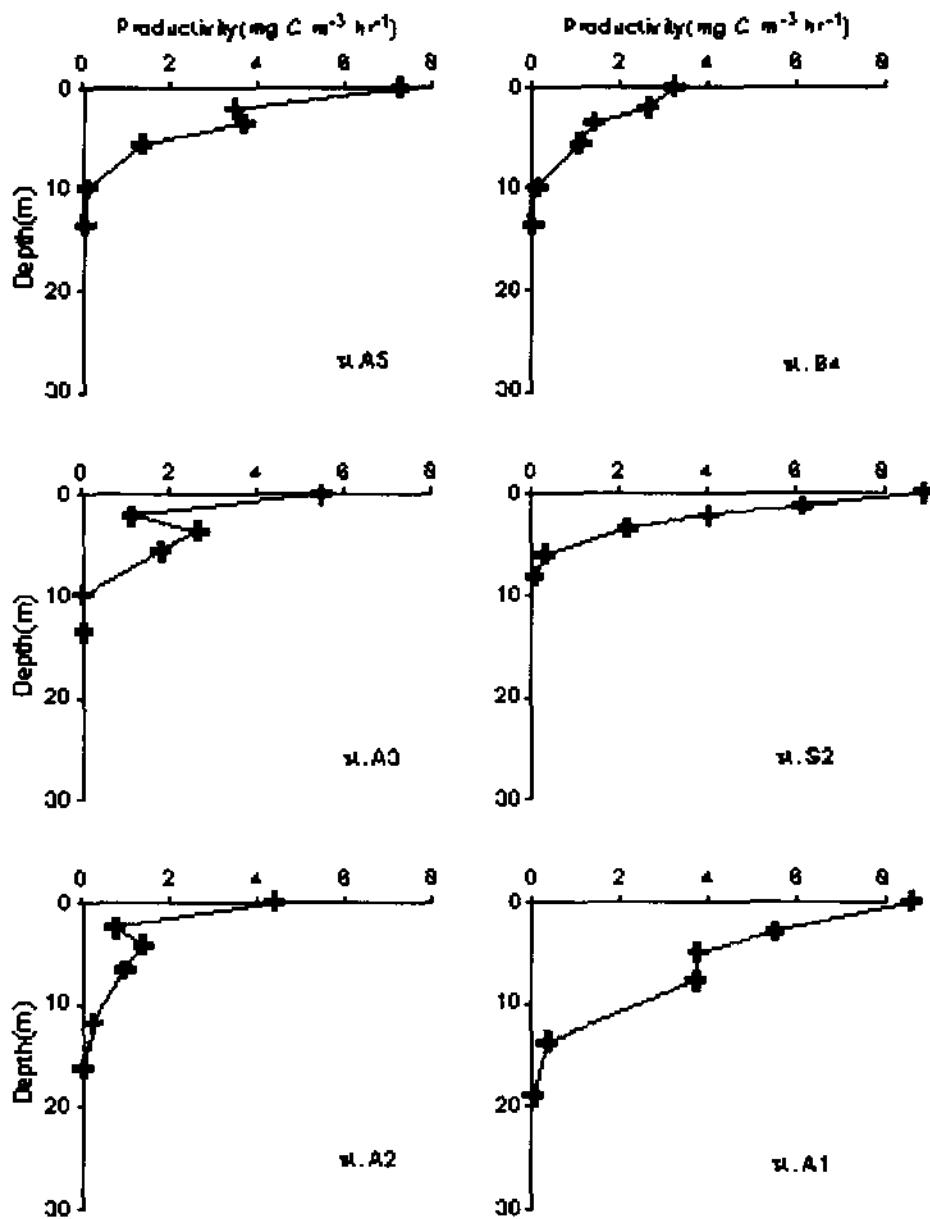 Productivity(mg C m⁻³ hr⁻¹) Productivity(mg C m⁻³ hr⁻¹)
0 2 4 6 8 0 2 4 6 8
0 0
10 10
Depth(m)
20 20
st.A5 st.B4
30 30
0 2 4 6 8 0 2 4 6 8
0 0
10 10
Depth(m)
20 20
st.A3 st.S2
30 30
0 2 4 6 8 0 2 4 6 8
0 0
10 10
Depth(m)
20 20
st.A2 st.A1
30 30